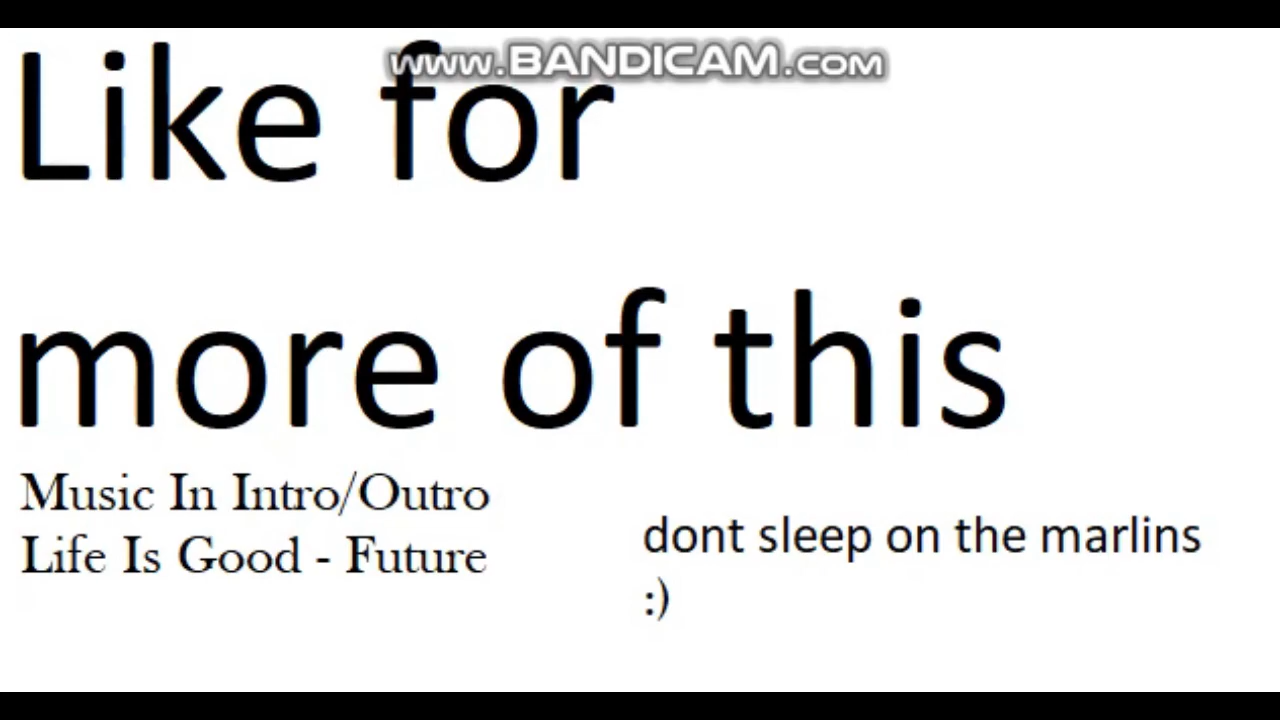 www.BANDICAM.com
Like for
more of this
Music In Intro/Outro
Life Is Good - Future
dont sleep on the marlins
:)